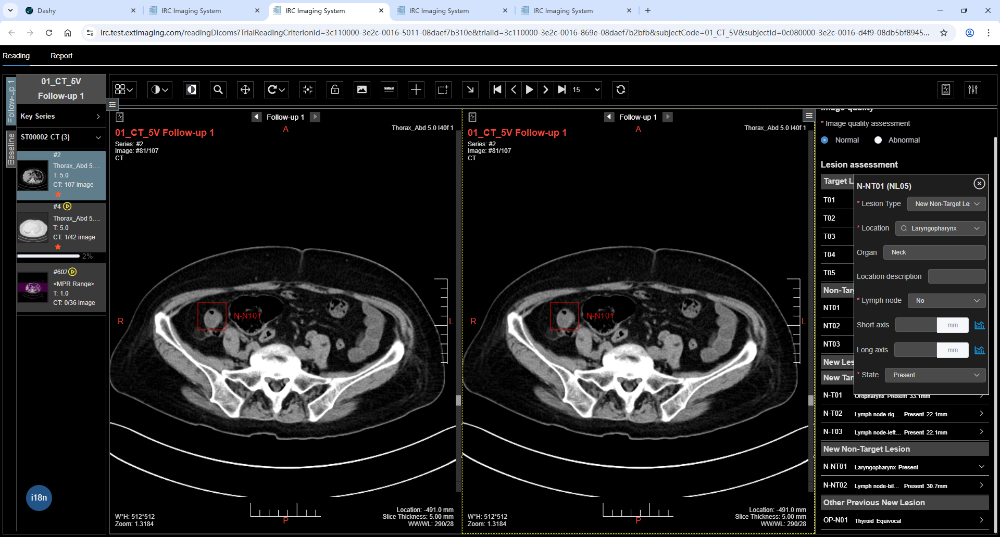 Dashy
IRC Imaging System
IRC Imaging System
IRC Imaging System
IRC Imaging System
irc.test.extimaging.com/readingDicoms?TrialReadingCriterionId=3c110000-3e2c-0016-5011-08daef7b310e&trialId=3c110000-3e2c-0016-869e-08daef7b2bfb&subjectCode=01_CT_5V&subjectId=0c080000-3e2c-0016-d4f9-08db5bf8945...
Reading
Report
Follow-up 1
Baseline
01_CT_5V
Follow-up 1
Key Series
ST00002 CT (3)
#2
Thorax_Abd 5....
T: 5.0
CT: 107 image
#4
Thorax_Abd 5....
T: 5.0
CT: 1/42 image
2%
#602
<MPR Range>
T: 1.0
CT: 0/36 image
i18n
15
Follow-up 1
A
01_CT_5V Follow-up 1
Series: #2
Image: #81/107
CT
Thorax_Abd 5.0 I40f 1
R
N-NT01
L
W*H: 512*512
Zoom: 1.3184
P
Location: -491.0 mm
Slice Thickness: 5.00 mm
WW/WL: 290/28
Follow-up 1
A
01_CT_5V Follow-up 1
Series: #2
Image: #81/107
CT
Thorax_Abd 5.0 I40f 1
R
N-NT01
L
W*H: 512*512
Zoom: 1.3184
P
Location: -491.0 mm
Slice Thickness: 5.00 mm
WW/WL: 290/28
Image quality
* Image quality assessment
Normal
Abnormal
Lesion assessment
Target L
T01
T02
T03
T04
T05
Non-Tar
NT01
NT02
NT03
New Les
New Tar
N-NT01 (NL05)
* Lesion Type
New Non-Target Le
* Location
Laryngopharynx
Organ
Neck
Location description
* Lymph node
No
Short axis
mm
Long axis
mm
* State
Present
N-T01 Oropharynx Present 33.1mm
N-T02 Lymph node-rig... Present 22.1mm
N-T03 Lymph node-left... Present 22.1mm
New Non-Target Lesion
N-NT01 Laryngopharynx Present
N-NT02 Lymph node-bil... Present 30.7mm
Other Previous New Lesion
OP-N01 Thyroid Equivocal